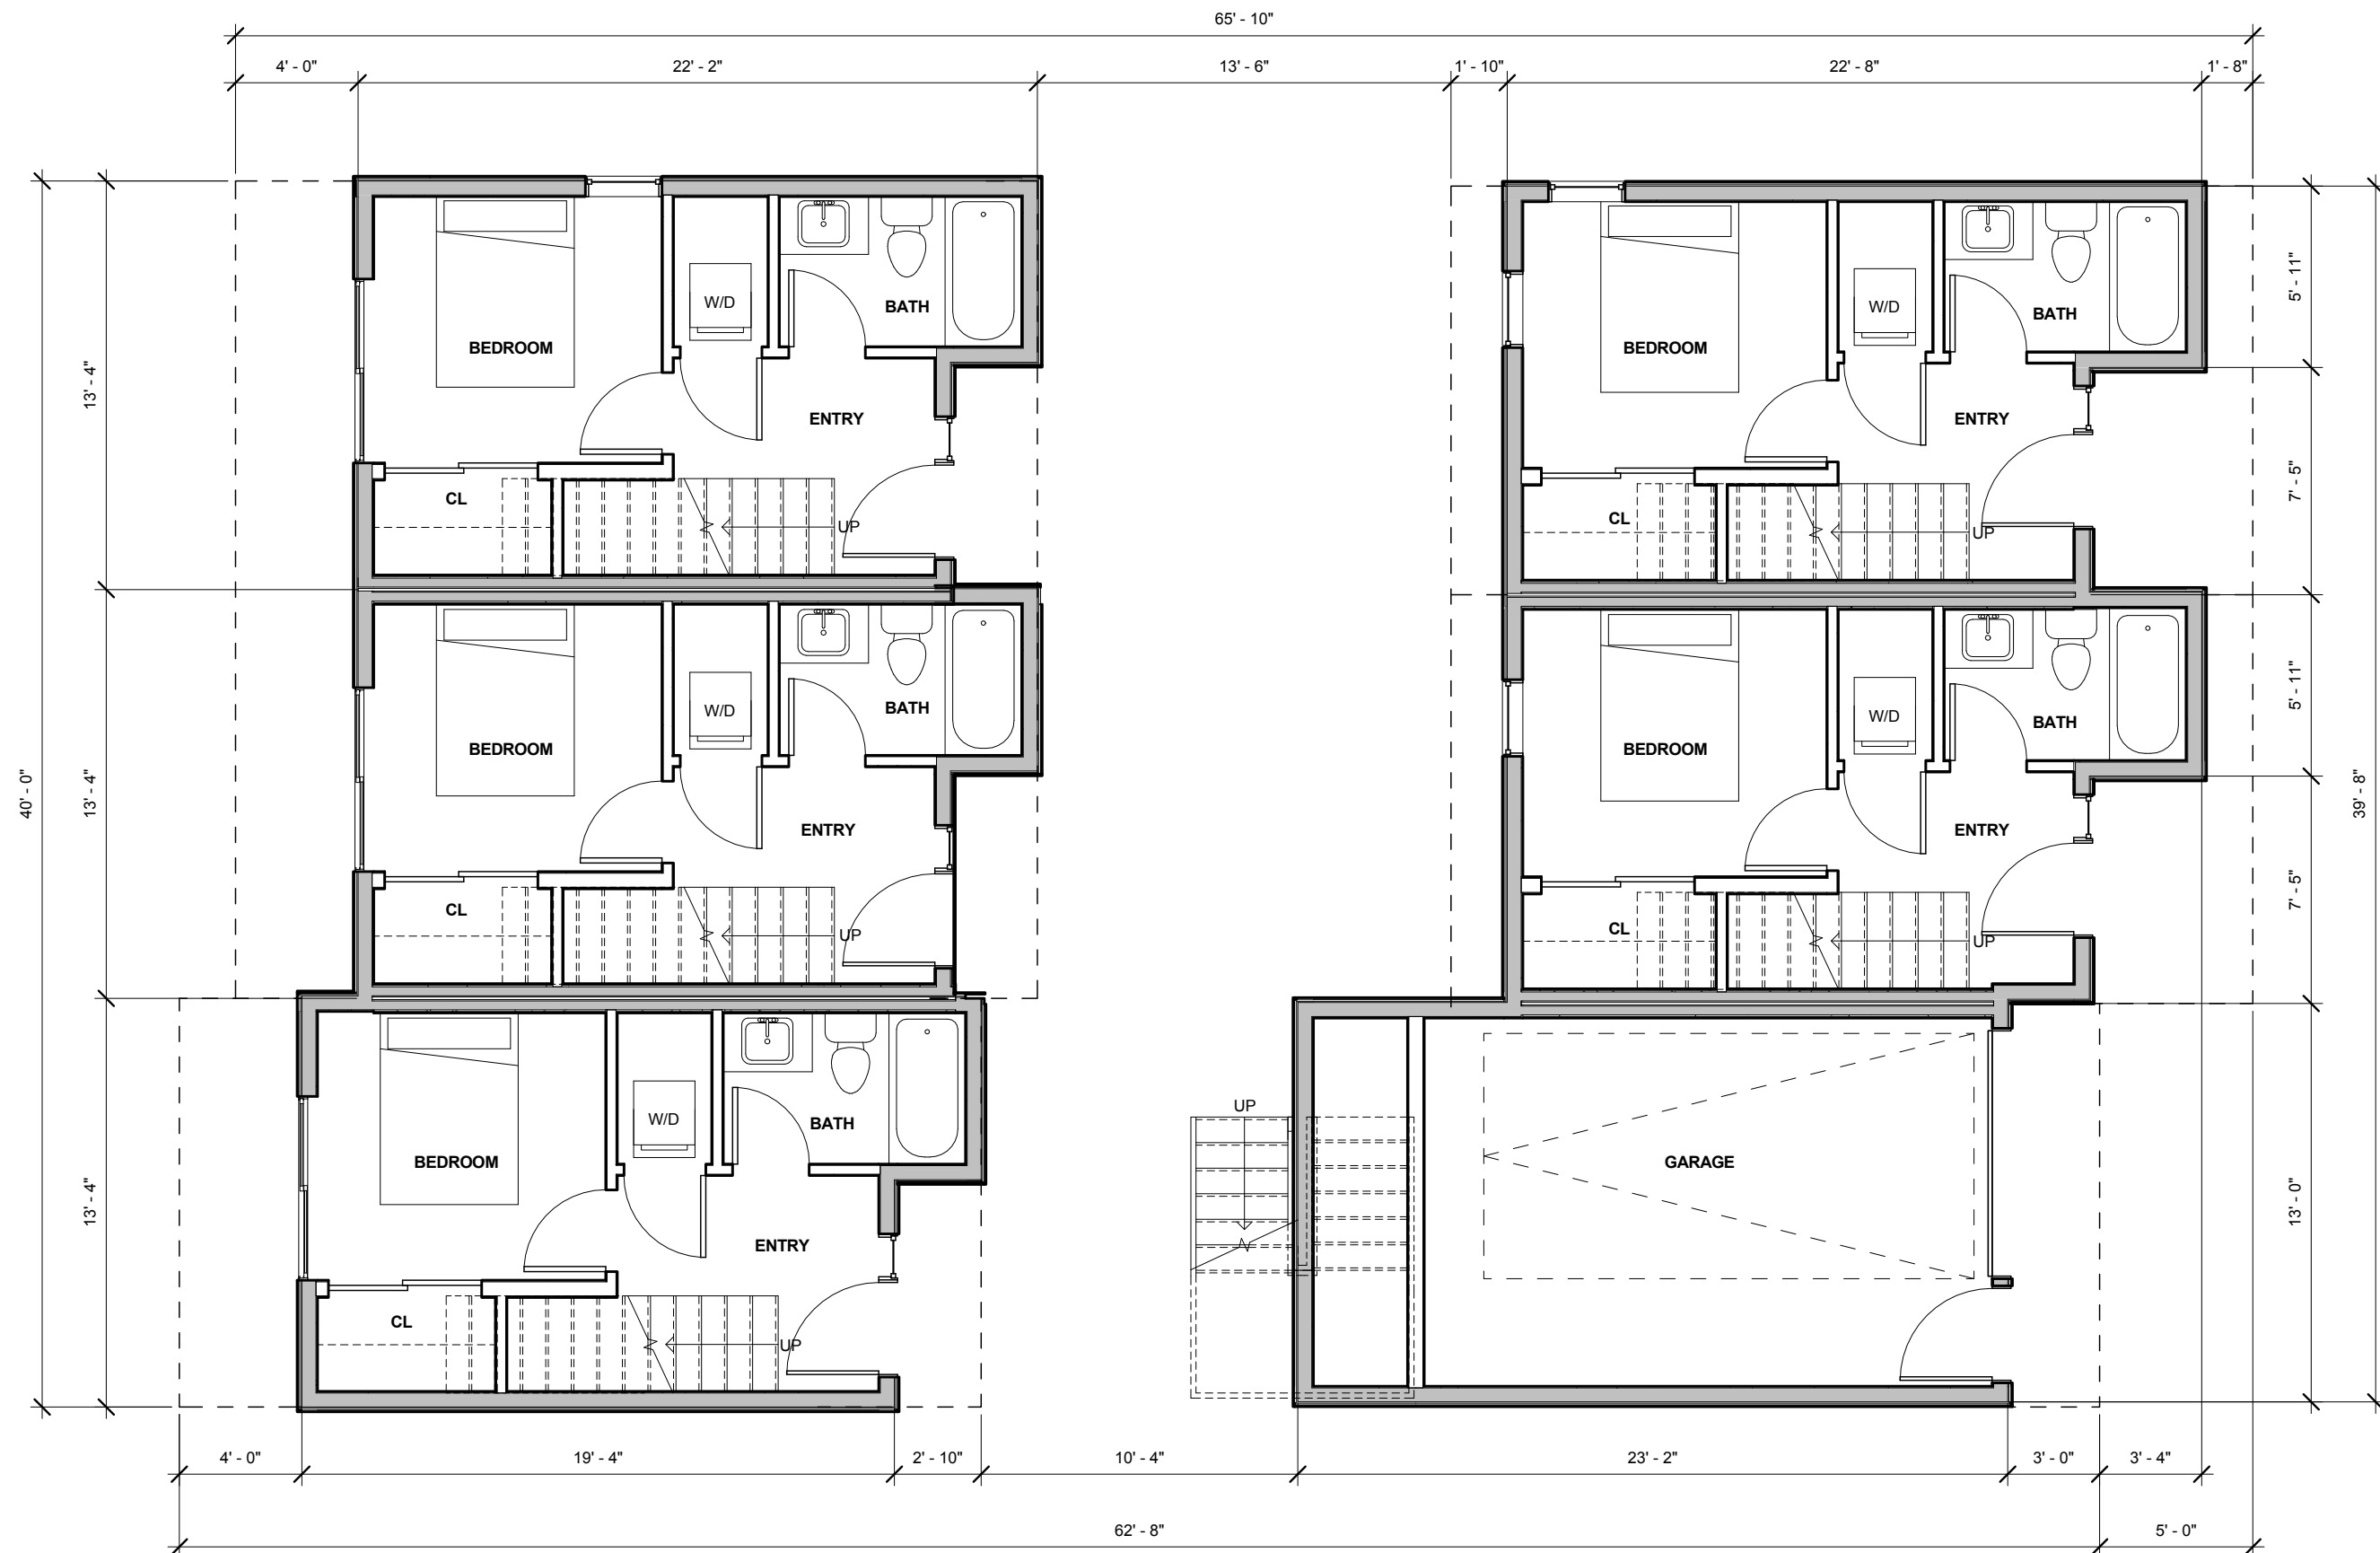 65' - 10"
4' - 0" 22' - 2" 13' - 6" 1' - 10" 22' - 8" 1' - 8"
5' - 11"
W/D BATH W/D BATH
BEDROOM BEDROOM
13' - 4"
ENTRY ENTRY
7' - 5"
CL CL
UP UP
5' - 11"
W/D BATH W/D BATH
BEDROOM BEDROOM
40' - 0" 13' - 4" 39' - 8"
ENTRY ENTRY
7' - 5"
CL CL
UP UP
W/D BATH UP
BEDROOM GARAGE
13' - 4" 13' - 0"
ENTRY
CL
UP
4' - 0" 19' - 4" 2' - 10" 10' - 4" 23' - 2" 3' - 0" 3' - 4"
62' - 8" 5' - 0"